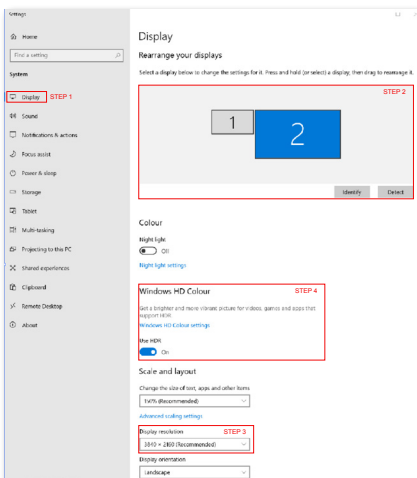 Settings
Home
Find a setting
System
Display STEP 1
Sound
Notifications & actions
Focus assist
Power & sleep
Storage
Tablet
Multi-tasking
Projecting to this PC
Shared experiences
Clipboard
Remote Desktop
About
Display
Rearrange your displays
Select a display below to change the settings for it. Press and hold (or select) a display, then drag to rearrange it.
STEP 2
1
2
Identify Detect
Colour
Night light
Off
Night light settings
Windows HD Colour STEP 4
Get a brighter and more vibrant picture for videos, games and apps that
support HDR.
Windows HD Colour settings
Use HDR
On
Scale and layout
Change the size of text, apps and other items
150% (Recommended)
Advanced scaling settings
Display resolution STEP 3
3840 × 2160 (Recommended)
Display orientation
Landscape